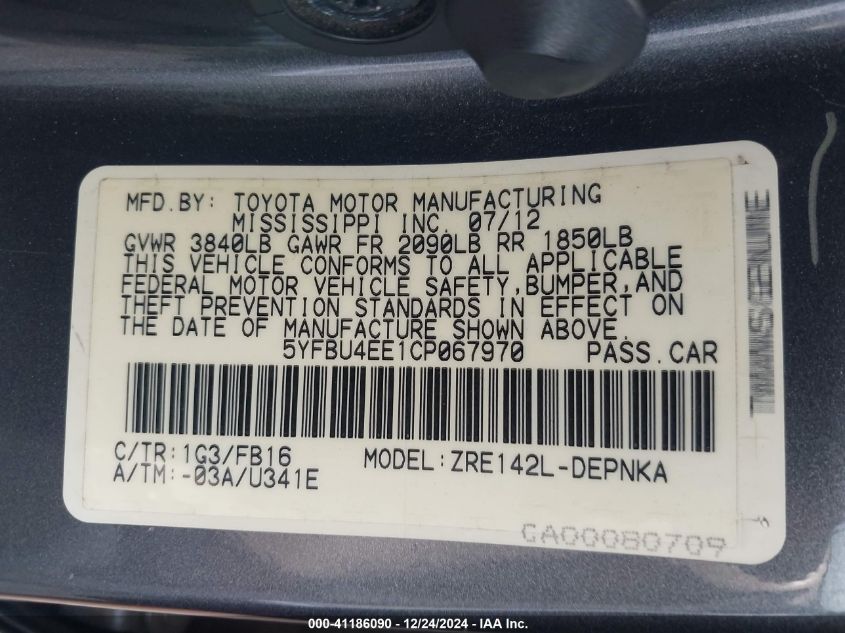 MFD.BY: TOYOTA MOTOR MANUFACTURING
MISSISSIPPI INC. 07/12
GVWR 3840LB GAWR FR 2090LB RR 1850LB
THIS VEHICLE CONFORMS TO ALL APPLICABLE
FEDERAL MOTOR VEHICLE SAFETY,BUMPER,AND
THEFT PREVENTION STANDARDS IN EFFECT ON
THE DATE OF MANUFACTURE SHOWN ABOVE.
5YFBU4EE1CP067970 PASS.CAR
C/TR:1G3/FB16 MODEL:ZRE142L-DEPNKA
A/TM:-03A/U341E
CA00080709
000-41186090 - 12/24/2024 - IAA Inc.